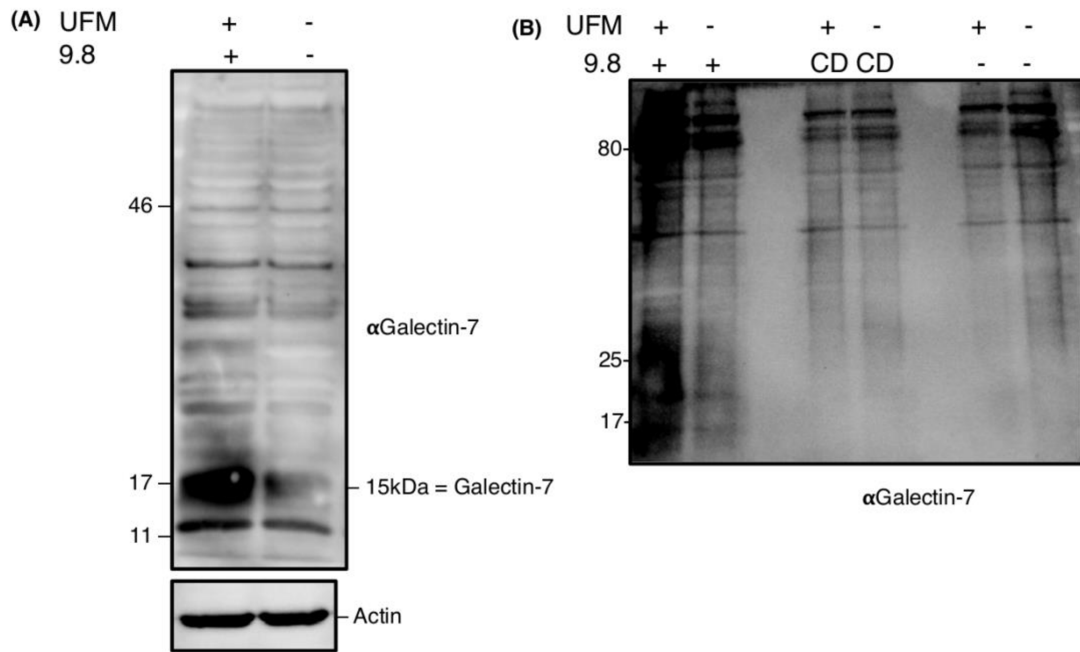 (A) UFM + -
9.8 + -
46
αGalectin-7
17
15kDa = Galectin-7
11
Actin
(B) UFM + - + - + -
9.8 + + CD CD - -
80
25
17
αGalectin-7